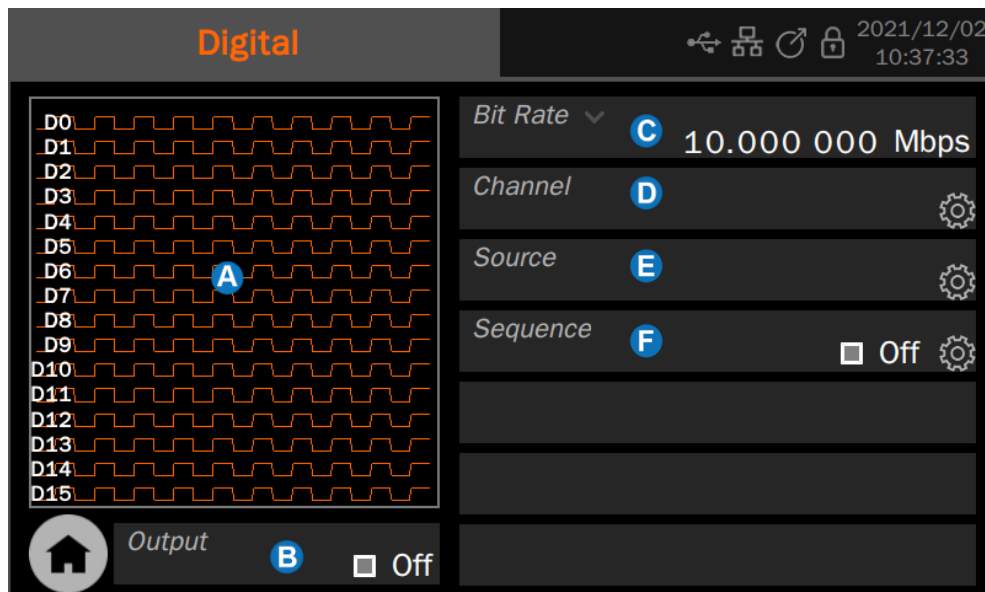 Digital
2021/12/02
10:37:33
D0
D1
D2
D3
D4
D5
D6
D7
D8
D9
D10
D11
D12
D13
D14
D15
A
Output
B
Off
Bit Rate
C
10.000 000 Mbps
Channel
D
Source
E
Sequence
F
Off